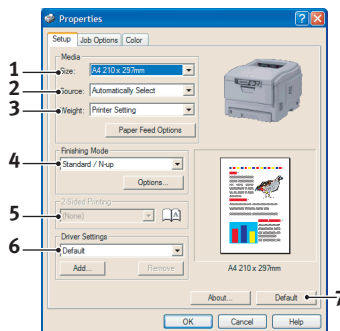 Properties
Setup Job Options Color
Media
1 Size: A4 210 x 297mm
2 Source: Automatically Select
3 Weight: Printer Setting
Paper Feed Options
Finishing Mode
4 Standard / N-up
Options...
2-Sided Printing
5 (None) A
Driver Settings
6 Default
Add... Remove
A4 210 x 297mm
About... Default 7
OK Cancel Help